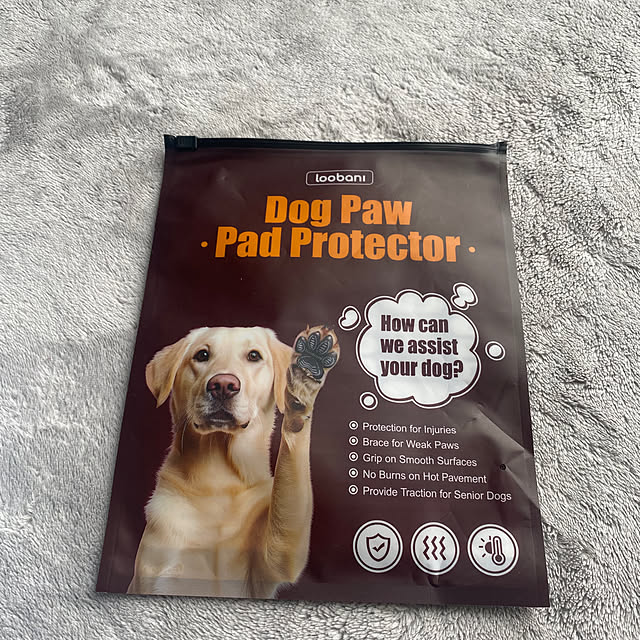 loobani
Dog Paw
· Pad Protector ·
How can
we assist
your dog?
Protection for Injuries
Brace for Weak Paws
Grip on Smooth Surfaces
No Burns on Hot Pavement
Provide Traction for Senior Dogs